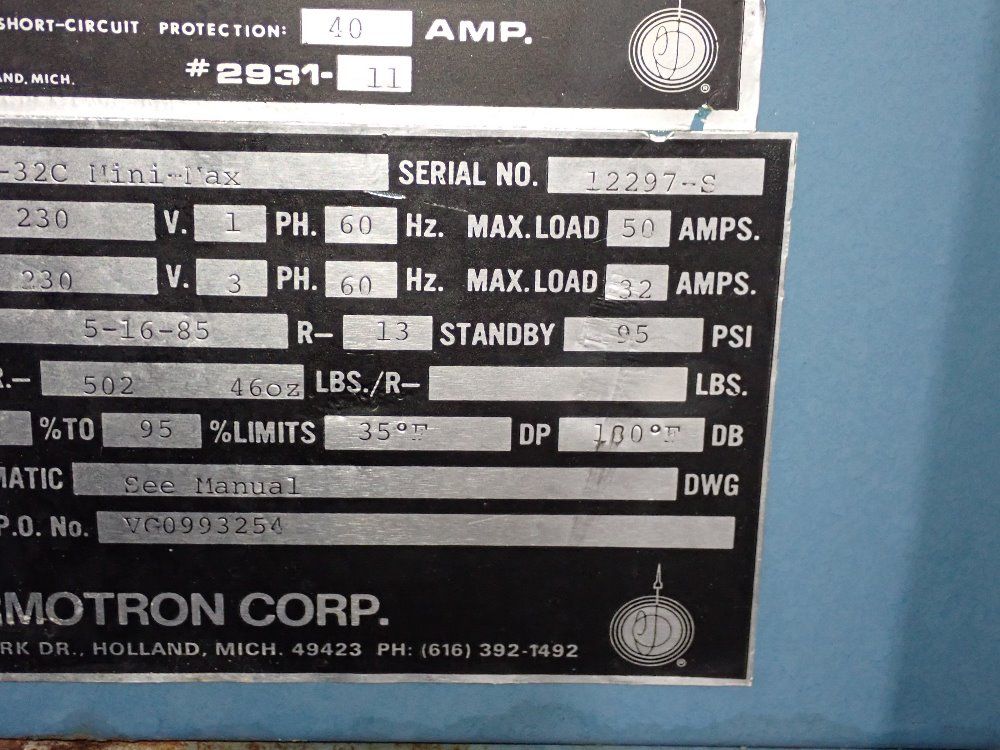 SHORT-CIRCUIT PROTECTION: 40 AMP.
AND, MICH. #2931- 11
-32C Mini-Max SERIAL NO. 12297-S
230 V. 1 PH. 60 Hz. MAX. LOAD 50 AMPS.
230 V. 3 PH. 60 Hz. MAX. LOAD 32 AMPS.
5-16-85 R- 13 STANDBY 95 PSI
R.- 502 46oz LBS./R- LBS.
%TO 95 %LIMITS 35°F DP 180°F DB
MATIC See Manual DWG
P.O. No. VG0993254
RMOTRON CORP.
RK DR., HOLLAND, MICH. 49423 PH: (616) 392-1492
®
®